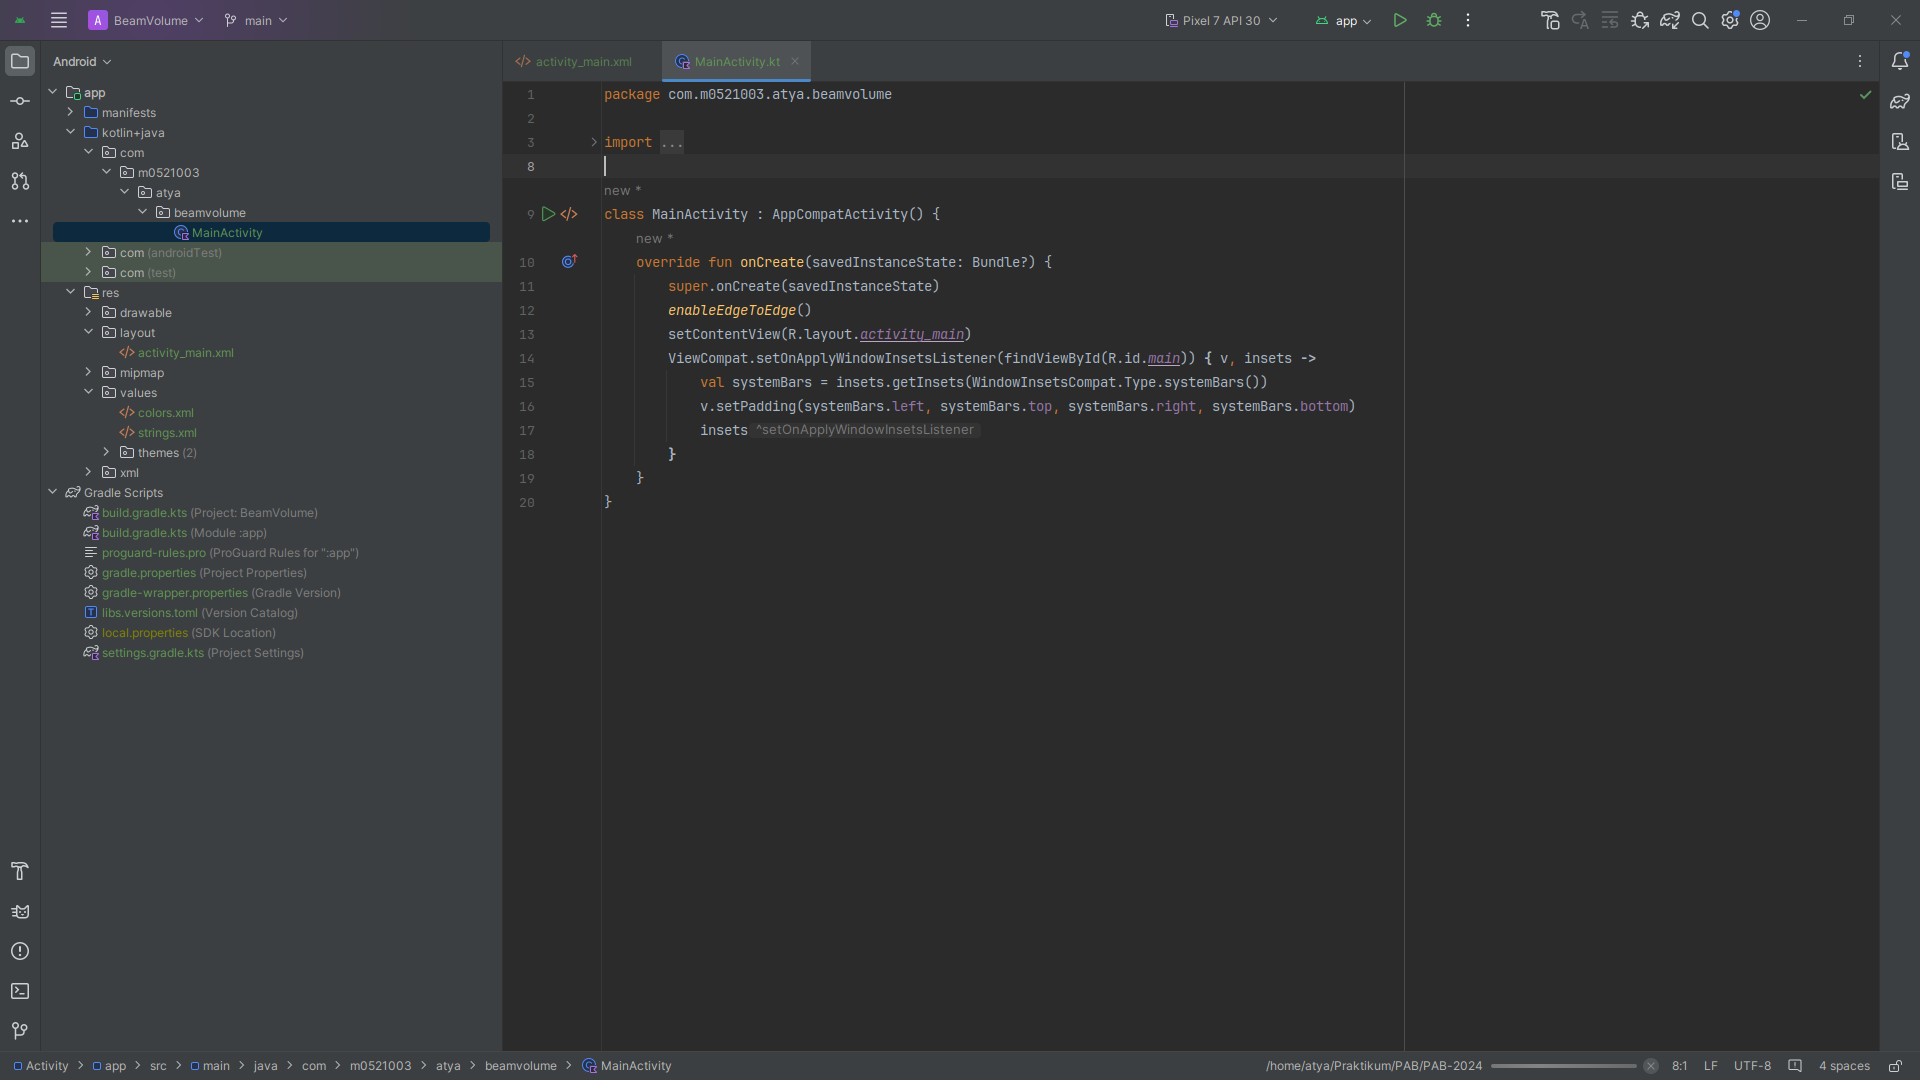 A BeamVolume main Pixel 7 API 30 app
Android
app
manifests
kotlin+java
com
m0521003
atya
beamvolume
MainActivity
com (androidTest)
com (test)
res
drawable
layout
activity_main.xml
mipmap
values
colors.xml
strings.xml
themes (2)
xml
Gradle Scripts
build.gradle.kts (Project: BeamVolume)
build.gradle.kts (Module :app)
proguard-rules.pro (ProGuard Rules for ":app")
gradle.properties (Project Properties)
gradle-wrapper.properties (Gradle Version)
libs.versions.toml (Version Catalog)
local.properties (SDK Location)
settings.gradle.kts (Project Settings)
activity_main.xml MainActivity.kt
1 package com.m0521003.atya.beamvolume
2
3 import ...
8
new *
9 class MainActivity : AppCompatActivity() {
new *
10 override fun onCreate(savedInstanceState: Bundle?) {
11 super.onCreate(savedInstanceState)
12 enableEdgeToEdge()
13 setContentView(R.layout.activity_main)
14 ViewCompat.setOnApplyWindowInsetsListener(findViewById(R.id.main)) { v, insets ->
15 val systemBars = insets.getInsets(WindowInsetsCompat.Type.systemBars())
16 v.setPadding(systemBars.left, systemBars.top, systemBars.right, systemBars.bottom)
17 insets ^setOnApplyWindowInsetsListener
18 }
19 }
20 }
Activity > app > src > main > java > com > m0521003 > atya > beamvolume > MainActivity /home/atya/Praktikum/PAB/PAB-2024 8:1 LF UTF-8 4 spaces